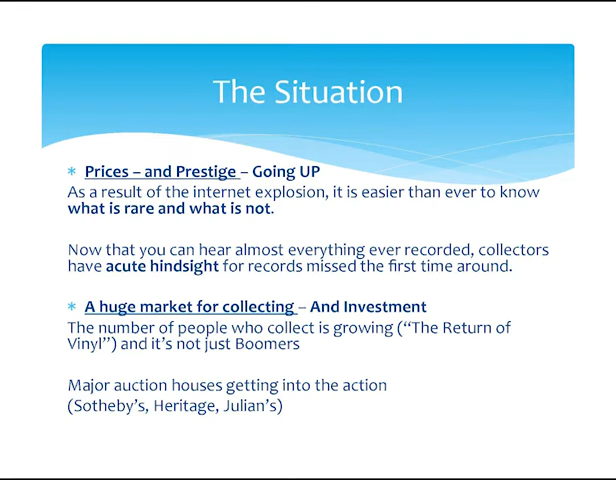 The Situation
* Prices – and Prestige – Going UP
As a result of the internet explosion, it is easier than ever to know
what is rare and what is not.
Now that you can hear almost everything ever recorded, collectors
have acute hindsight for records missed the first time around.
* A huge market for collecting – And Investment
The number of people who collect is growing (“The Return of
Vinyl”) and it’s not just Boomers
Major auction houses getting into the action
(Sotheby’s, Heritage, Julian’s)